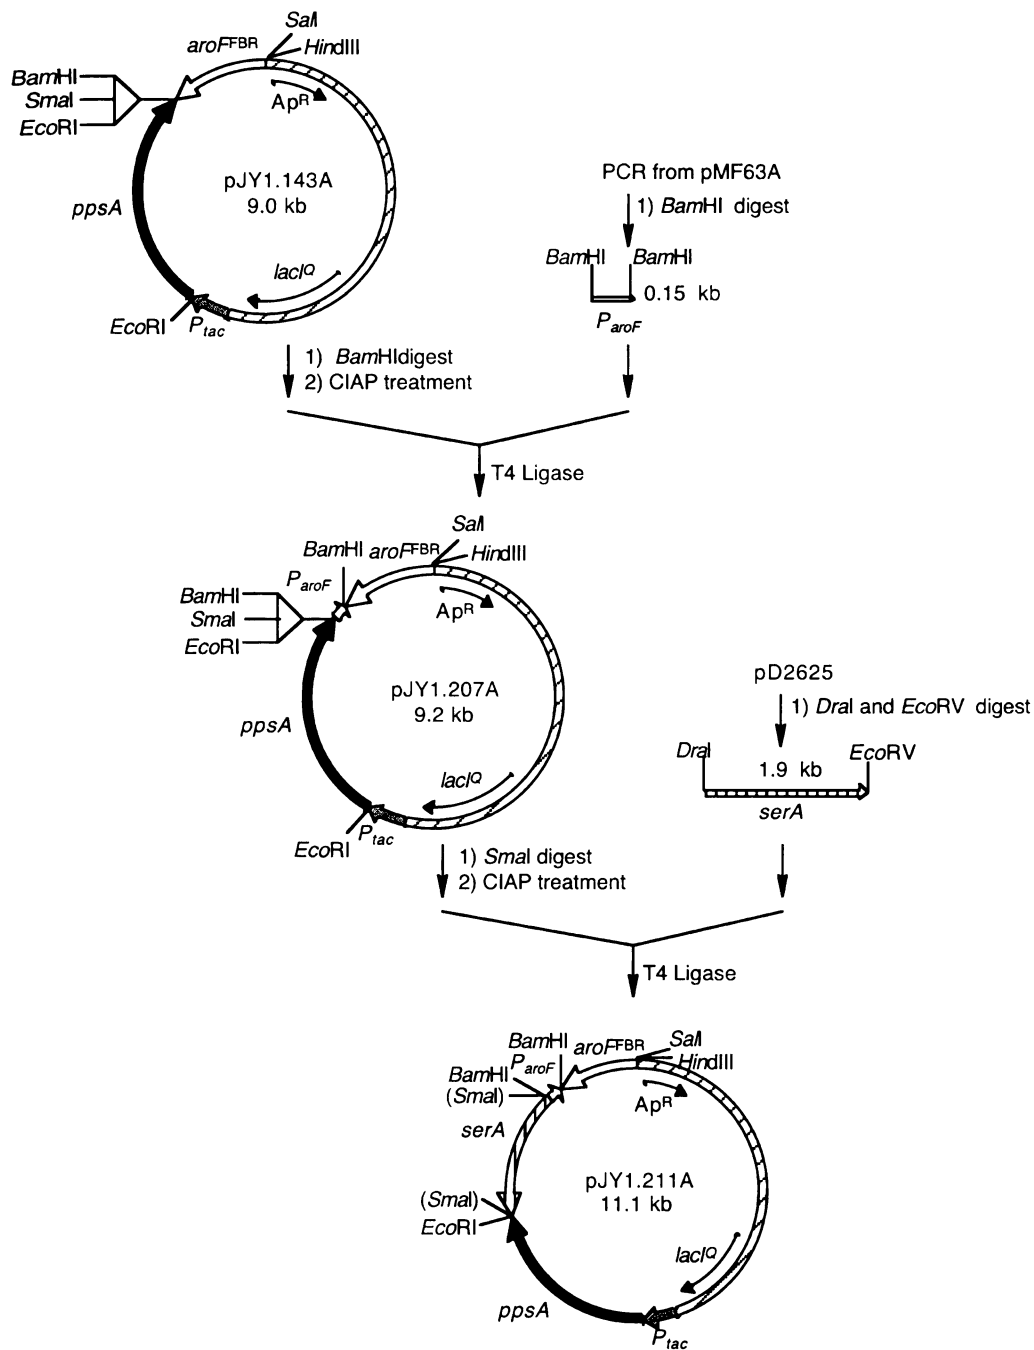 SalI
aroFFBR
HindIII
BamHI
SmaI
EcoRI
ApR
pJY1.143A
9.0 kb
ppsA
lacIQ
EcoRI
Ptac
PCR from pMF63A
1) BamHI digest
BamHI BamHI
0.15 kb
ParoF
1) BamHIdigest
2) CIAP treatment
T4 Ligase
SalI
BamHI aroFFBR HindIII
ParoF
BamHI
SmaI
EcoRI
ApR
pJY1.207A
9.2 kb
ppsA
lacIQ
EcoRI
Ptac
pD2625
1) DraI and EcoRV digest
DraI
1.9 kb
EcoRV
serA
1) SmaI digest
2) CIAP treatment
T4 Ligase
BamHI aroFFBR SalI
HindIII
ParoF
BamHI
(SmaI)
ApR
serA
pJY1.211A
11.1 kb
(SmaI)
EcoRI
lacIQ
ppsA
Ptac